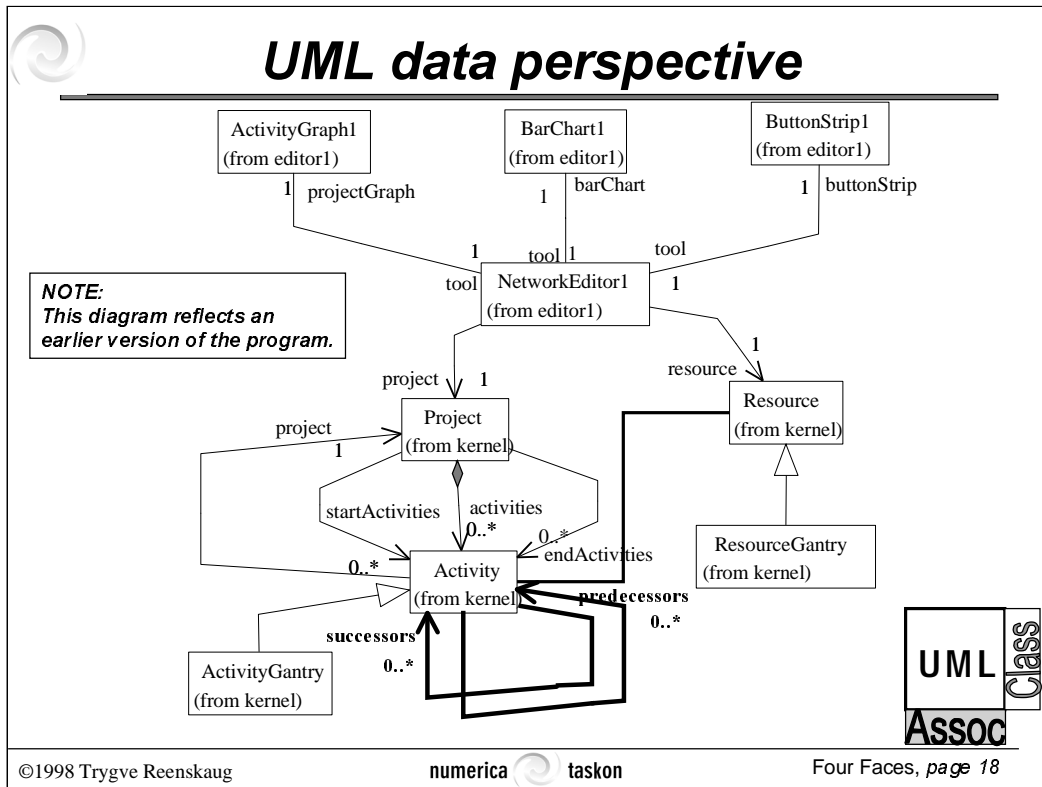 UML data perspective
ActivityGraph1
(from editor1)
BarChart1
(from editor1)
ButtonStrip1
(from editor1)
1
projectGraph
1
barChart
1
buttonStrip
1
tool
tool
1
tool
1
NetworkEditor1
(from editor1)
NOTE:
This diagram reflects an
earlier version of the program.
project
1
resource
1
Project
(from kernel)
Resource
(from kernel)
project
1
startActivities
activities
0..*
0..*
endActivities
0..*
Activity
(from kernel)
ResourceGantry
(from kernel)
predecessors
0..*
successors
0..*
ActivityGantry
(from kernel)
UML
Class
Assoc
©1998 Trygve Reenskaug
numerica taskon
Four Faces, page 18